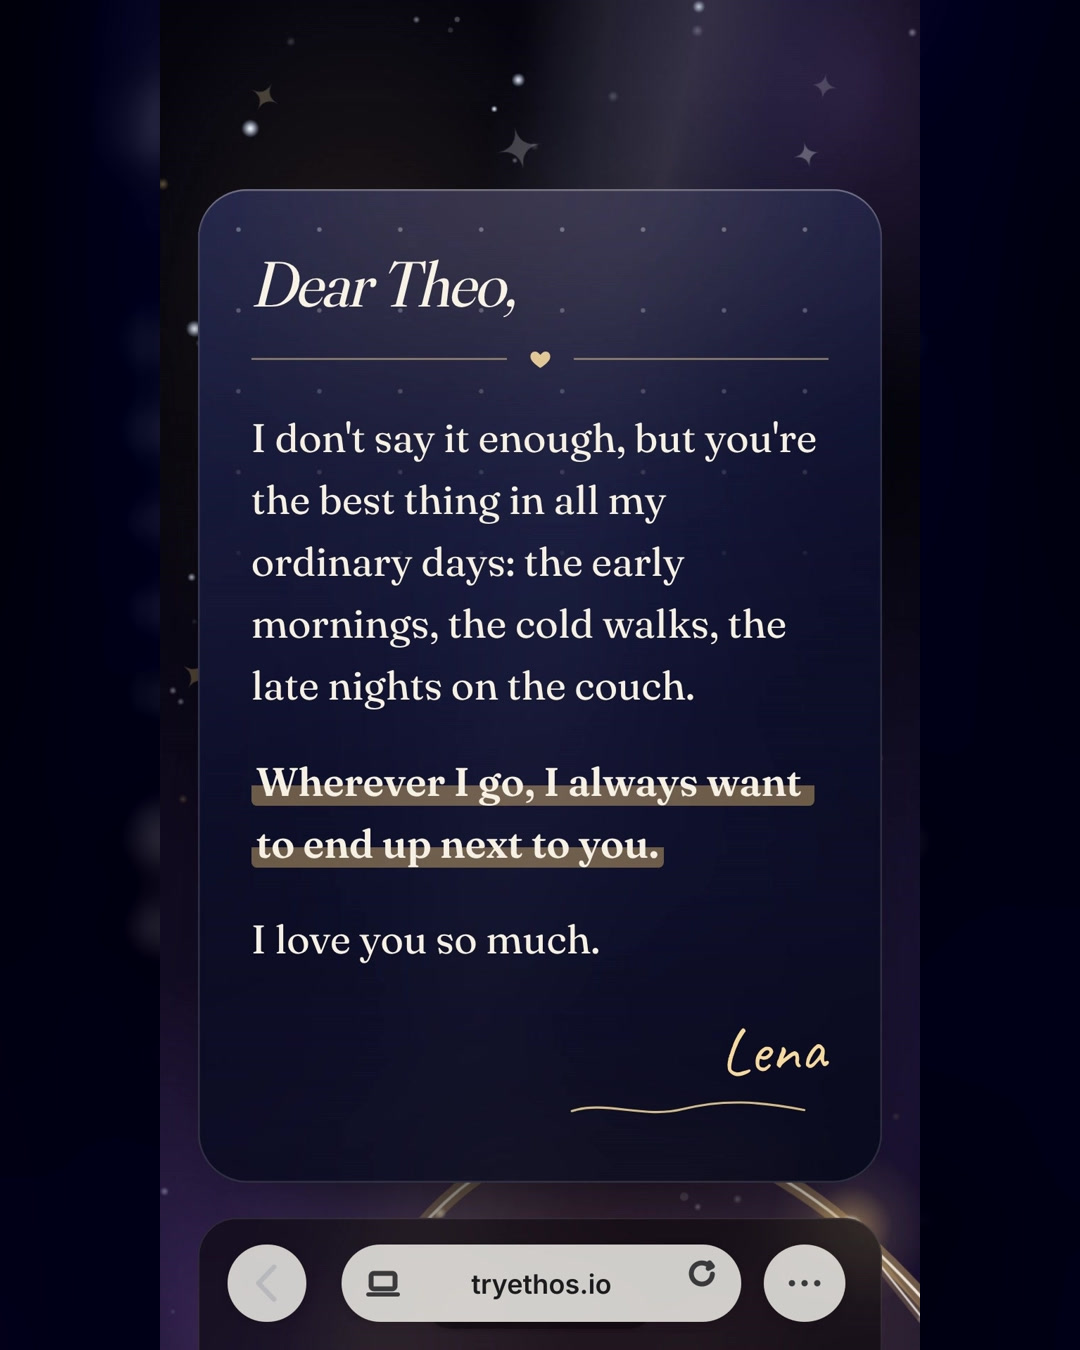 Dear Theo,
I don't say it enough, but you're
the best thing in all my
ordinary days: the early
mornings, the cold walks, the
late nights on the couch.
Wherever I go, I always want
to end up next to you.
I love you so much.
Lena
tryethos.io